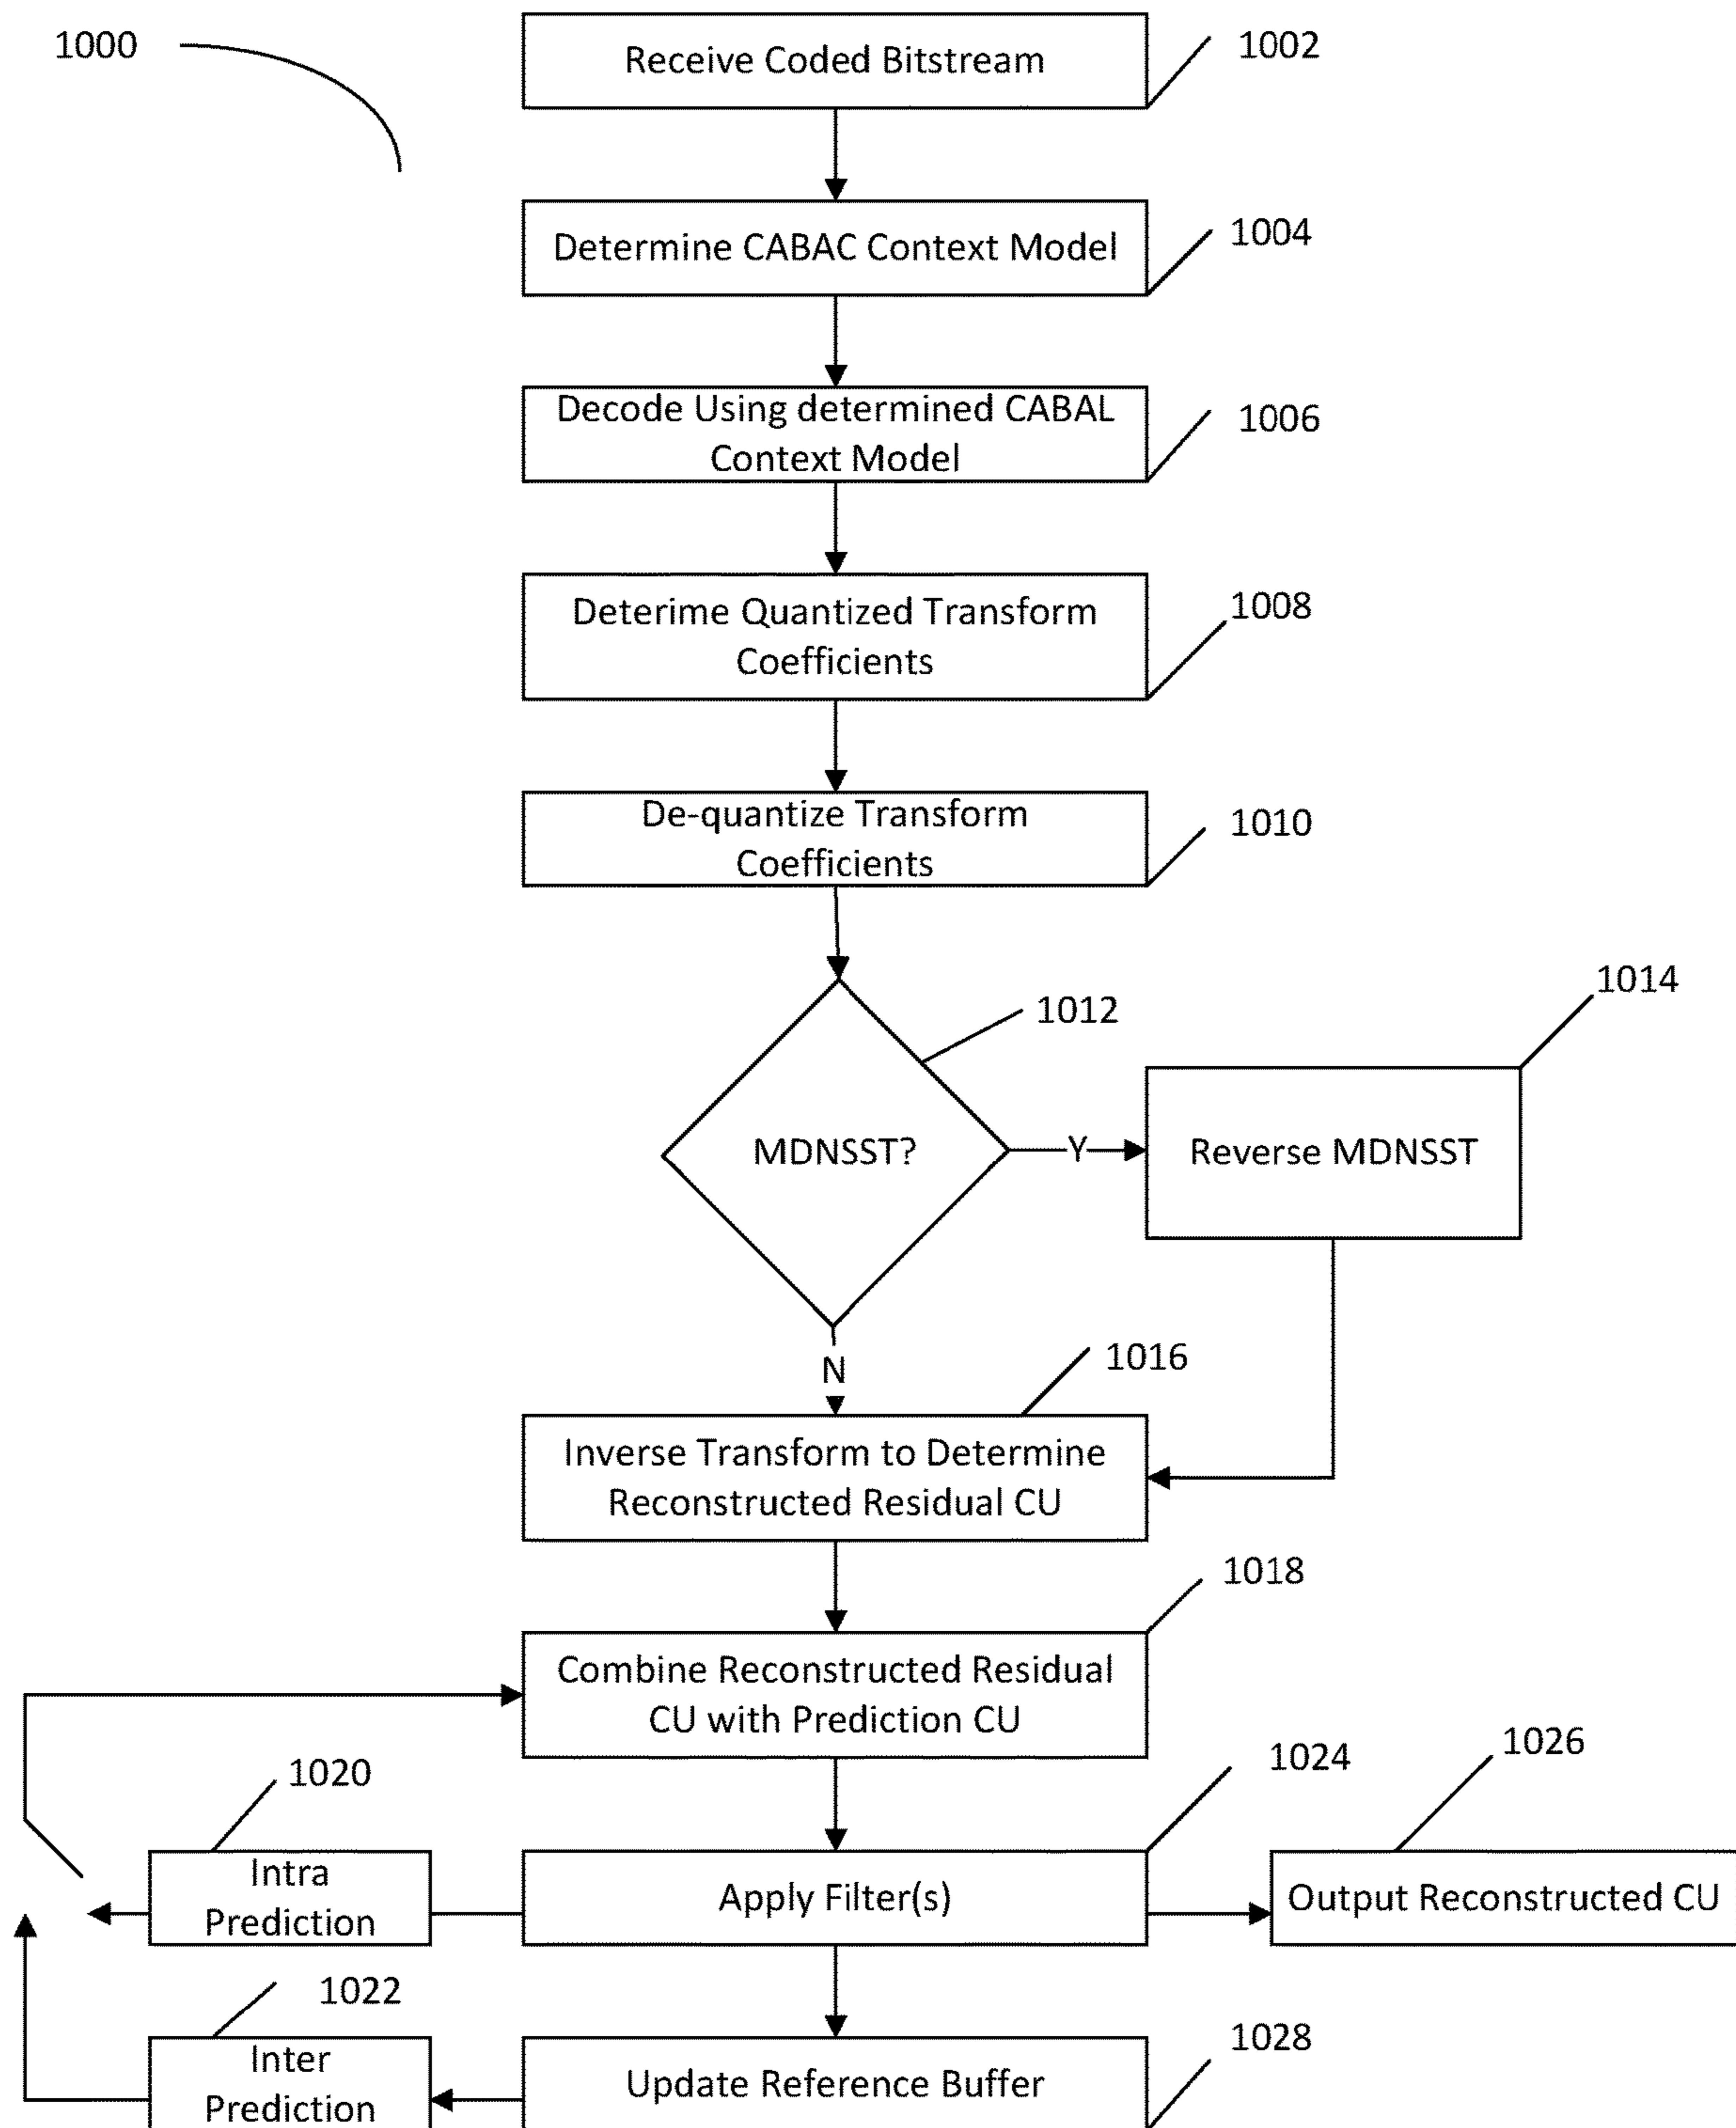 1000
Receive Coded Bitstream
1002
Determine CABAC Context Model
1004
Decode Using determined CABAL
Context Model
1006
Deterime Quantized Transform
Coefficients
1008
De-quantize Transform
Coefficients
1010
1012
1014
MDNSST?
Y
Reverse MDNSST
N
1016
Inverse Transform to Determine
Reconstructed Residual CU
1018
Combine Reconstructed Residual
CU with Prediction CU
1020
1024
1026
Intra
Prediction
Apply Filter(s)
Output Reconstructed CU
1022
1028
Inter
Prediction
Update Reference Buffer